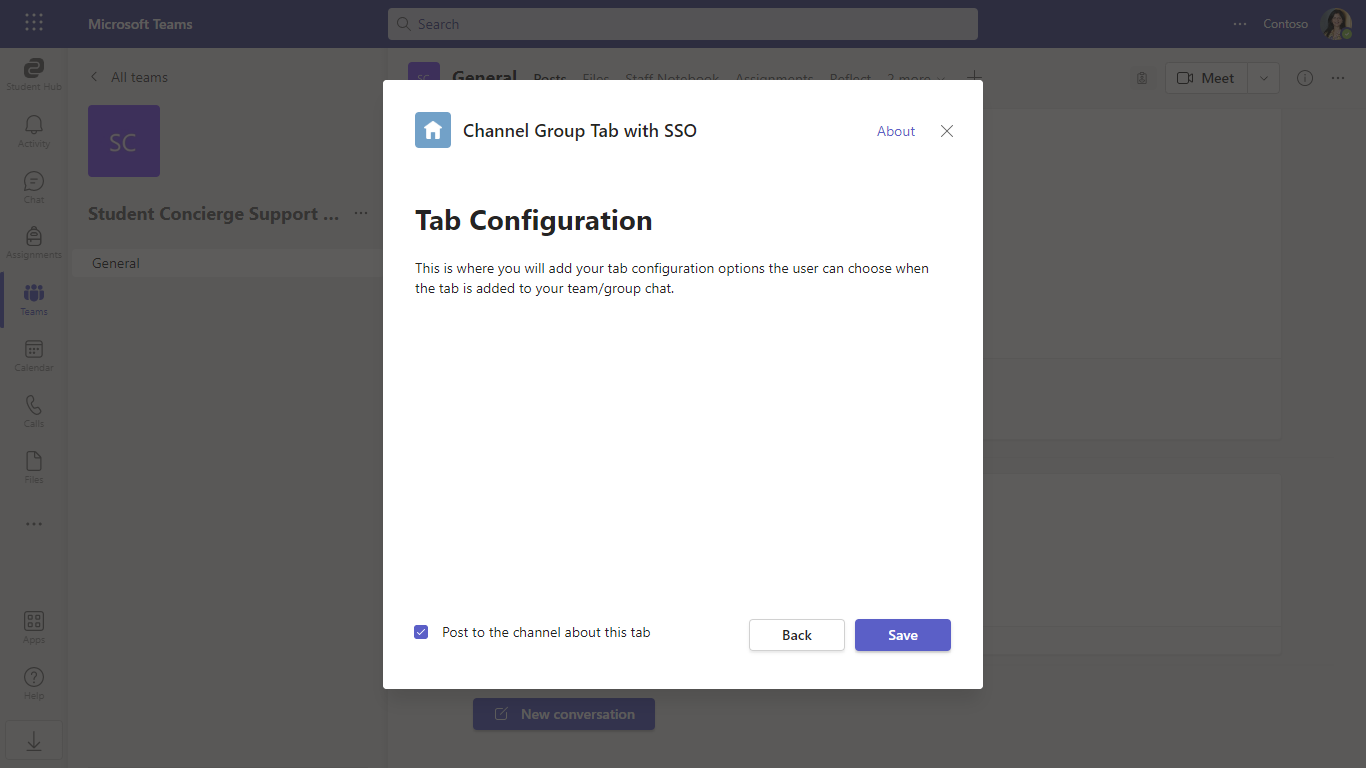 Microsoft Teams
Search
Contoso
Student Hub
Activity
Chat
Assignments
Teams
Calendar
Calls
Files
Apps
Help
All teams
SC
Student Concierge Support ...
General
SC
General Posts Files Staff Notebook Assignments Reflect 2 more
Meet
Channel Group Tab with SSO
About
Tab Configuration
This is where you will add your tab configuration options the user can choose when
the tab is added to your team/group chat.
Post to the channel about this tab
Back
Save
New conversation